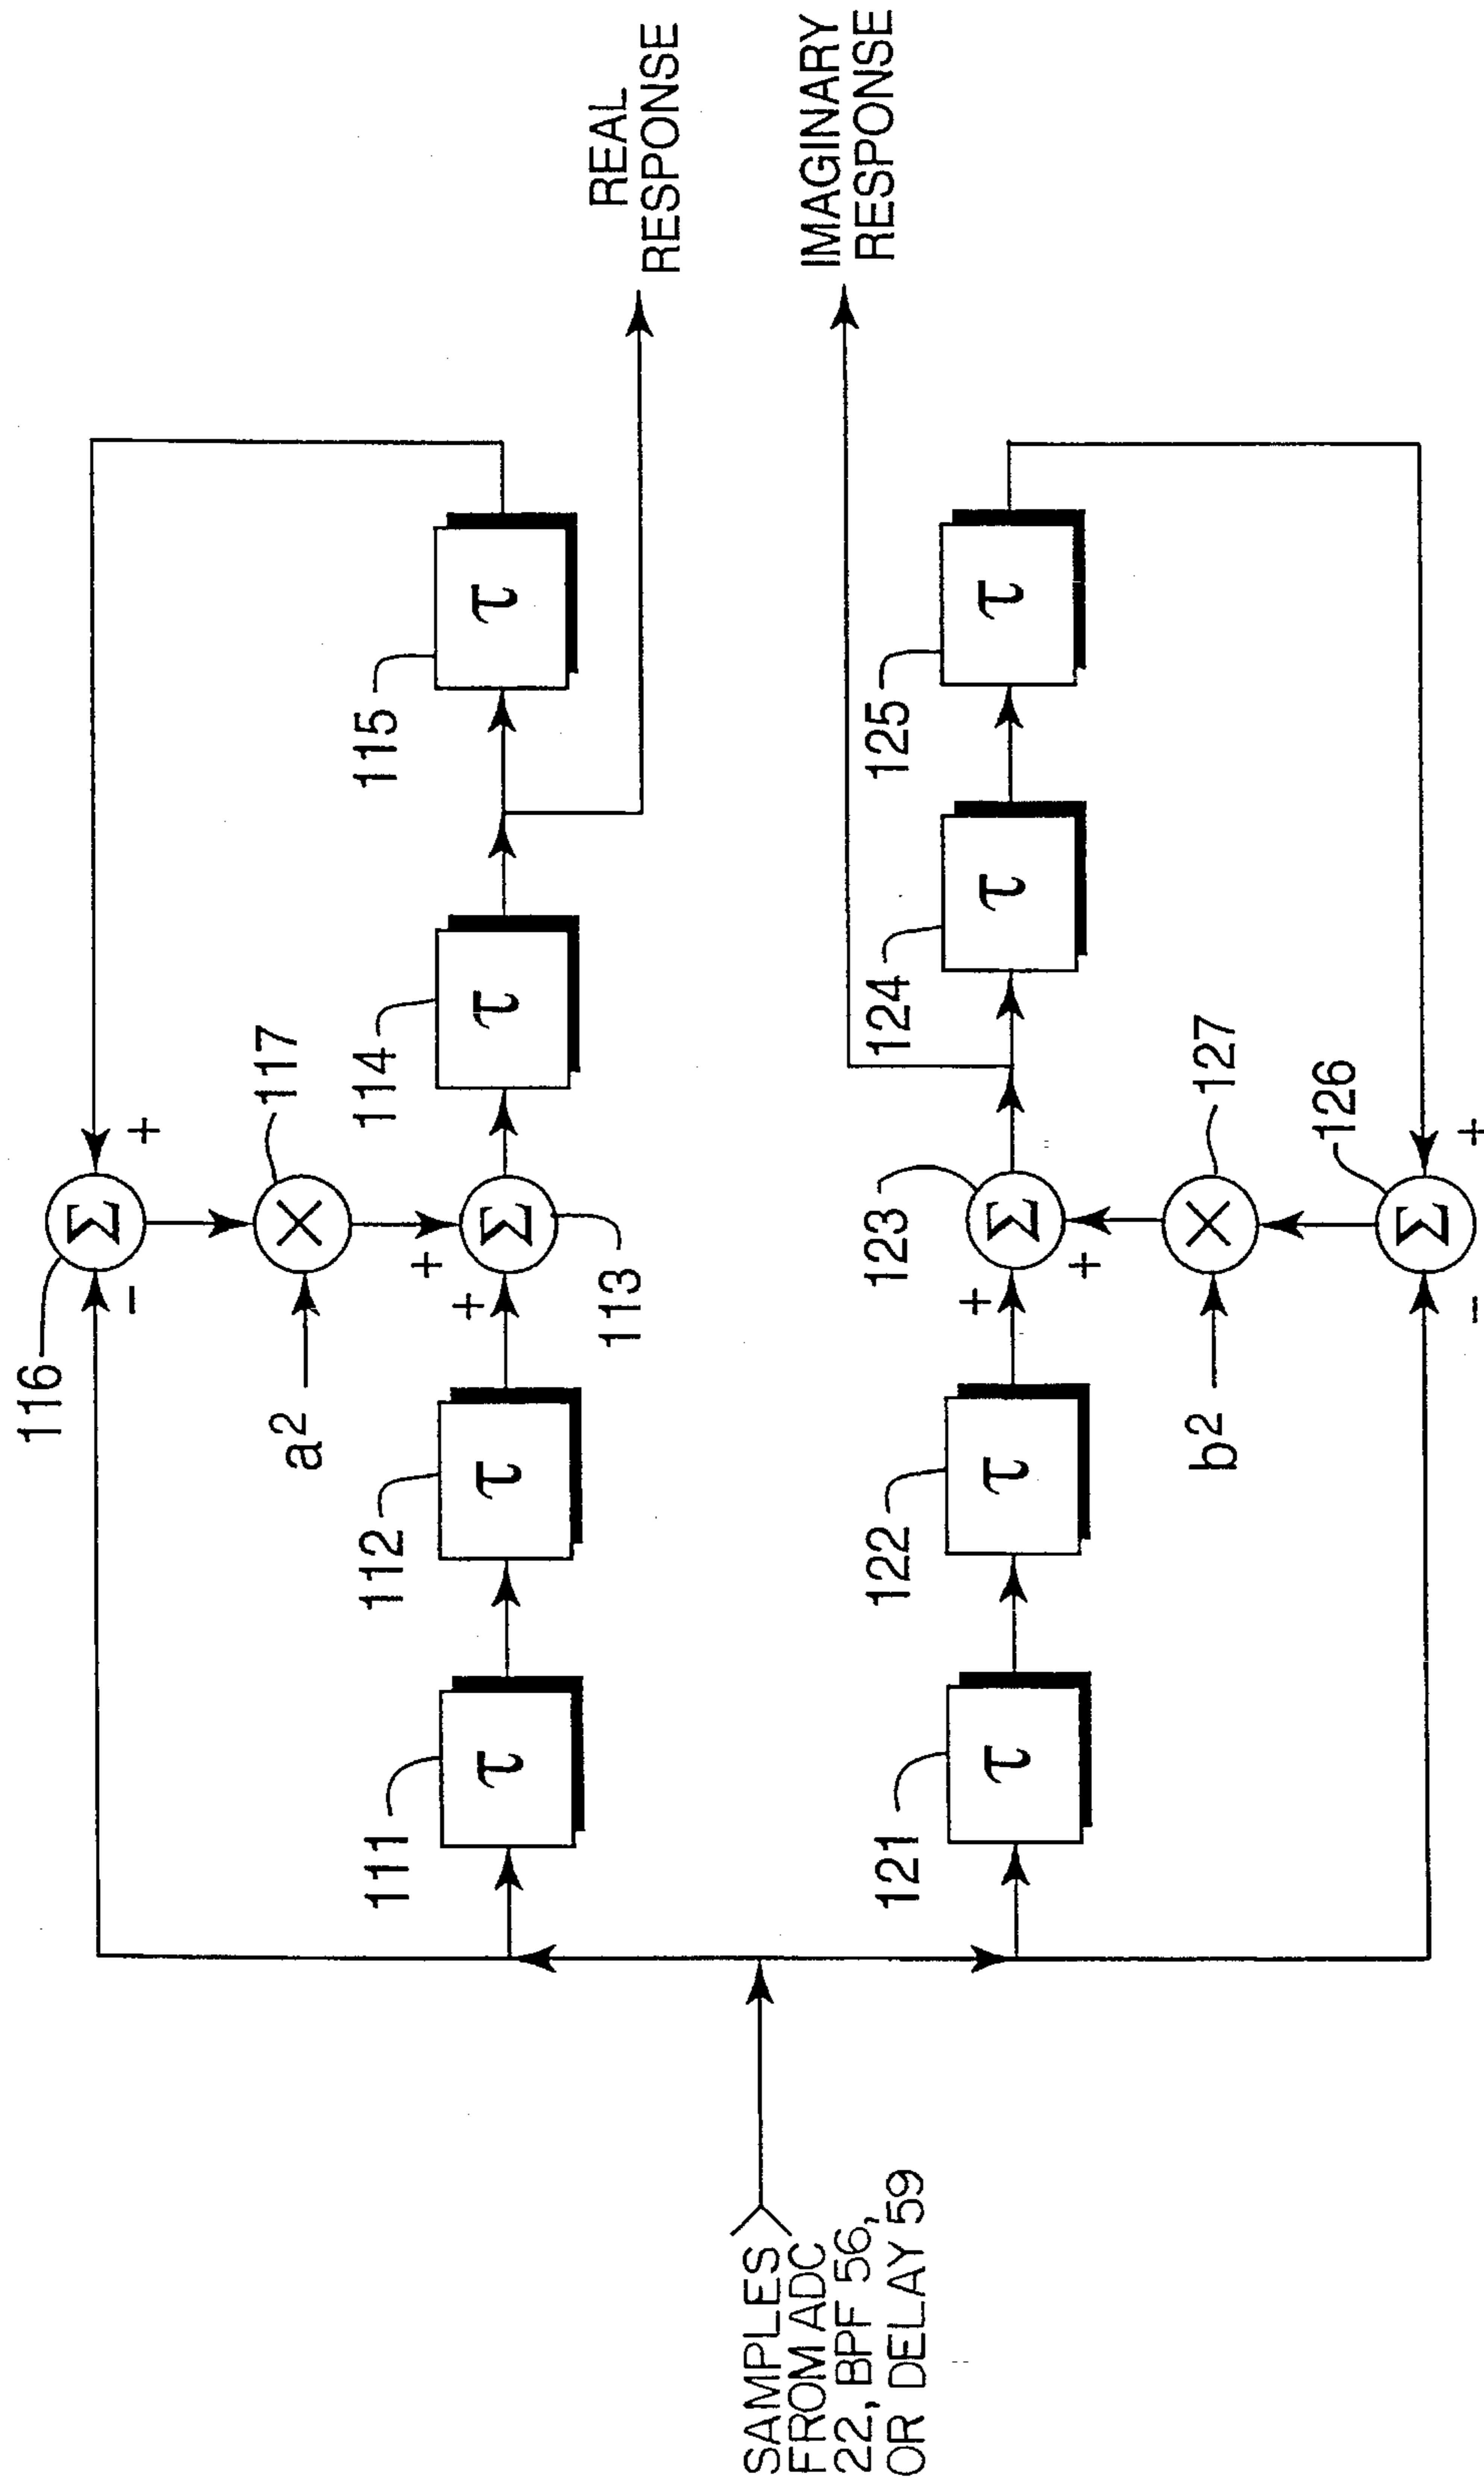 SAMPLES
FROM ADC
22, BPF 56,
OR DELAY 59
116
Σ
+
−
a²
×
117
+
+
Σ
113
111
τ
112
τ
114
τ
115
τ
REAL
RESPONSE
IMAGINARY
RESPONSE
121
τ
122
τ
123
Σ
+
+
124
τ
125
τ
b²
×
127
126
Σ
+
−